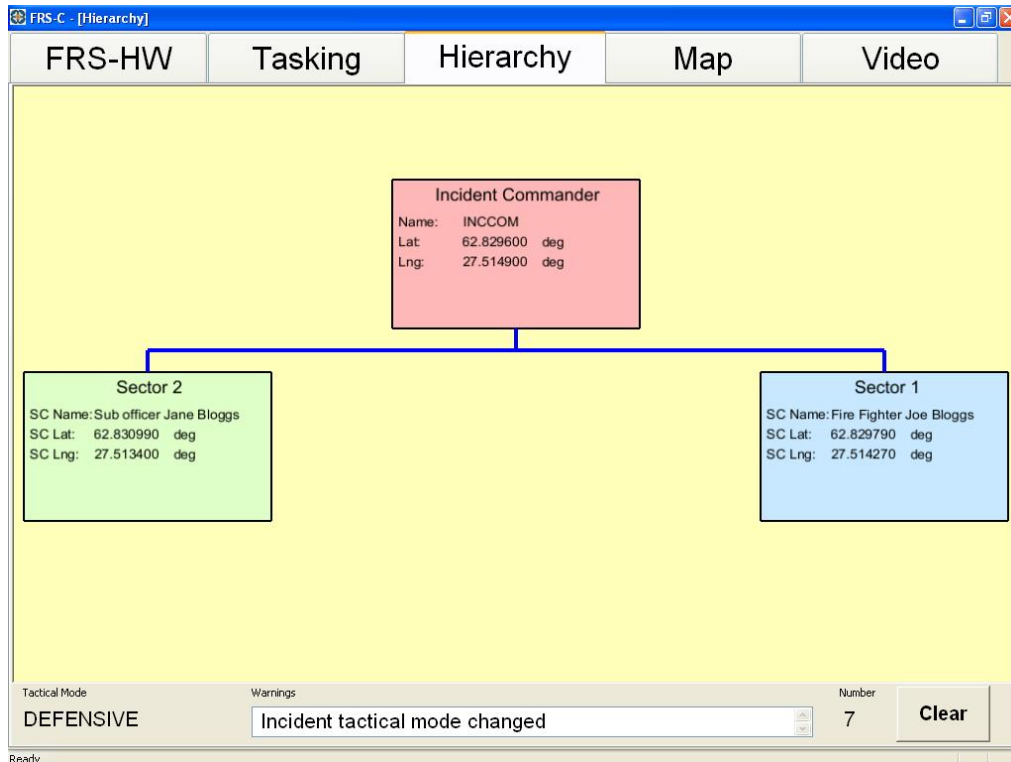 FRS-C - [Hierarchy]
FRS-HW Tasking Hierarchy Map Video
Incident Commander
Name: INCCOM
Lat: 62.829600 deg
Lng: 27.514900 deg
Sector 2
SC Name: Sub officer Jane Bloggs
SC Lat: 62.830990 deg
SC Lng: 27.513400 deg
Sector 1
SC Name: Fire Fighter Joe Bloggs
SC Lat: 62.829790 deg
SC Lng: 27.514270 deg
Tactical Mode
DEFENSIVE
Warnings
Incident tactical mode changed
Number
7
Clear
Ready